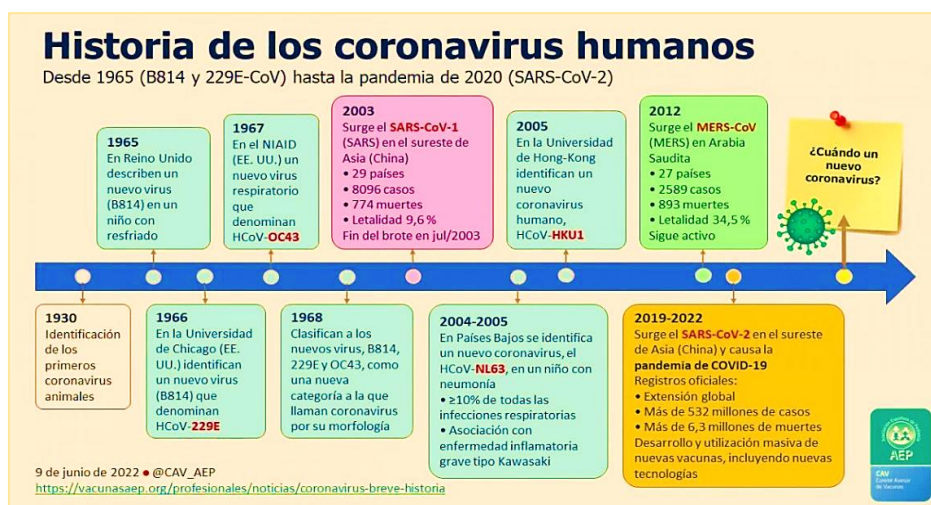 Historia de los coronavirus humanos
Desde 1965 (B814 y 229E-CoV) hasta la pandemia de 2020 (SARS-CoV-2)
1965
En Reino Unido
describen un
nuevo virus
(B814) en un
niño con
resfriado
1967
En el NIAID
(EE. UU.) un
nuevo virus
respiratorio
que
denominan
HCoV-OC43
2003
Surge el SARS-CoV-1
(SARS) en el sureste de
Asia (China)
• 29 países
• 8096 casos
• 774 muertes
• Letalidad 9,6 %
Fin del brote en jul/2003
2005
En la Universidad
de Hong-Kong
identifican un
nuevo
coronavirus
humano,
HCoV-HKU1
2012
Surge el MERS-CoV
(MERS) en Arabia
Saudita
• 27 países
• 2589 casos
• 893 muertes
• Letalidad 34,5 %
Sigue activo
¿Cuándo un
nuevo
coronavirus?
1930
Identificación
de los
primeros
coronavirus
animales
1966
En la Universidad
de Chicago (EE.
UU.) identifican
un nuevo virus
(B814) que
denominan
HCoV-229E
1968
Clasifican a los
nuevos virus, B814,
229E y OC43, como
una nueva
categoría a la que
llaman coronavirus
por su morfología
2004-2005
En Países Bajos se identifica
un nuevo coronavirus, el
HCoV-NL63, en un niño con
neumonía
• ≥10% de todas las
infecciones respiratorias
• Asociación con
enfermedad inflamatoria
grave tipo Kawasaki
2019-2022
Surge el SARS-CoV-2 en el sureste
de Asia (China) y causa la
pandemia de COVID-19
Registros oficiales:
• Extensión global
• Más de 532 millones de casos
• Más de 6,3 millones de muertes
Desarrollo y utilización masiva de
nuevas vacunas, incluyendo nuevas
tecnologías
9 de junio de 2022 • @CAV_AEP
https://vacunasaep.org/profesionales/noticias/coronavirus-breve-historia
AEP
CAV
Comité Asesor
de Vacunas